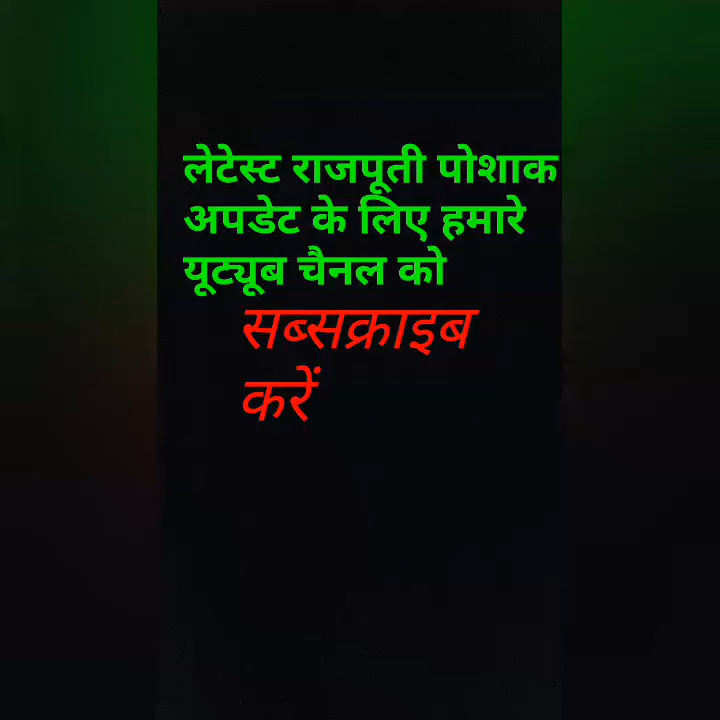 लेटेस्ट राजपूती पोशाक
अपडेट के लिए हमारे
यूट्यूब चैनल को
सब्सक्राइब
करें